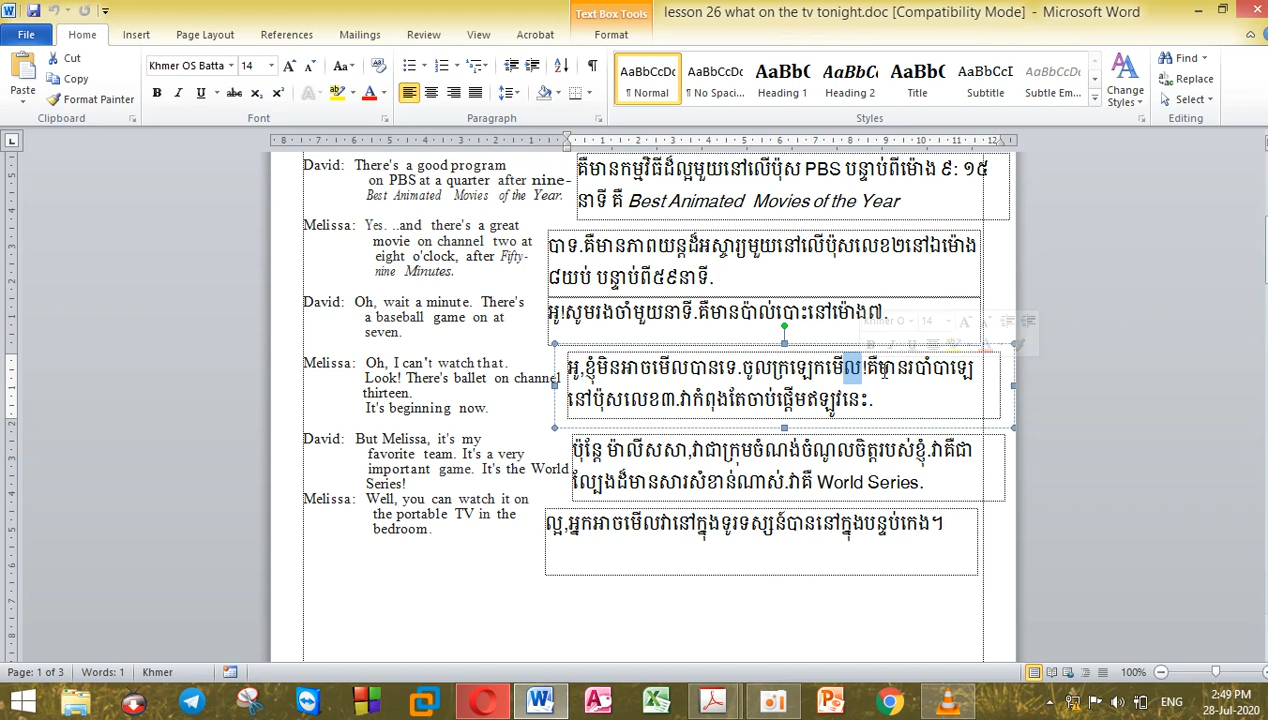 lesson 26 what on the tv tonight.doc [Compatibility Mode] - Microsoft Word
Text Box Tools
File Home Insert Page Layout References Mailings Review View Acrobat Format
Paste
Cut
Copy
Format Painter
Clipboard
Khmer OS Batta 14
Font
Paragraph
AaBbCcDc
¶ Normal
AaBbCcDc
¶ No Spaci...
AaBbC
Heading 1
AaBbCc
Heading 2
AaBbC
Title
AaBbCcDc
Subtitle
AaBbCcDc
Subtle Em...
Change
Styles
Styles
Find
Replace
Select
Editing
David: There's a good program
on PBS at a quarter after nine-
Best Animated Movies of the Year.
គឺមានកម្មវិធីដ៏ល្អមួយនៅលើប៉ុស PBS បន្ទាប់ពីម៉ោង ៩: ១៥
នាទី គឺ Best Animated Movies of the Year
Melissa: Yes. ..and there's a great
movie on channel two at
eight o'clock, after Fifty-
nine Minutes.
បាទ.គឺមានភាពយន្តដ៏អស្ចារ្យមួយនៅលើប៉ុសលេខ២នៅឯម៉ោង
៨យប់ បន្ទាប់ពី៥៩នាទី.
David: Oh, wait a minute. There's
a baseball game on at
seven.
អូ!សូមរងចាំមួយនាទី.គឺមានប៉ាល់បោះនៅម៉ោង៧.
Melissa: Oh, I can't watch that.
Look! There's ballet on channel
thirteen.
It's beginning now.
អូ,ខ្ញុំមិនអាចមើលបានទេ.ចូលក្រឡេកមើល!គឺមានរបាំបាឡេ
នៅប៉ុសលេខ៣.វាកំពុងតែចាប់ផ្តើមឥឡូវនេះ.
David: But Melissa, it's my
favorite team. It's a very
important game. It's the World
Series!
ប៉ុន្តែ ម៉ាលីសសា,វាជាក្រុមចំណង់ចំណូលចិត្តរបស់ខ្ញុំ.វាគឺជា
ល្បែងដ៏មានសារសំខាន់ណាស់.វាគឺ World Series.
Melissa: Well, you can watch it on
the portable TV in the
bedroom.
ល្អ,អ្នកអាចមើលវានៅក្នុងទូរទស្សន៍បាននៅក្នុងបន្ទប់គេង។
Page: 1 of 3 Words: 1 Khmer 100%
ENG
2:49 PM
28-Jul-2020